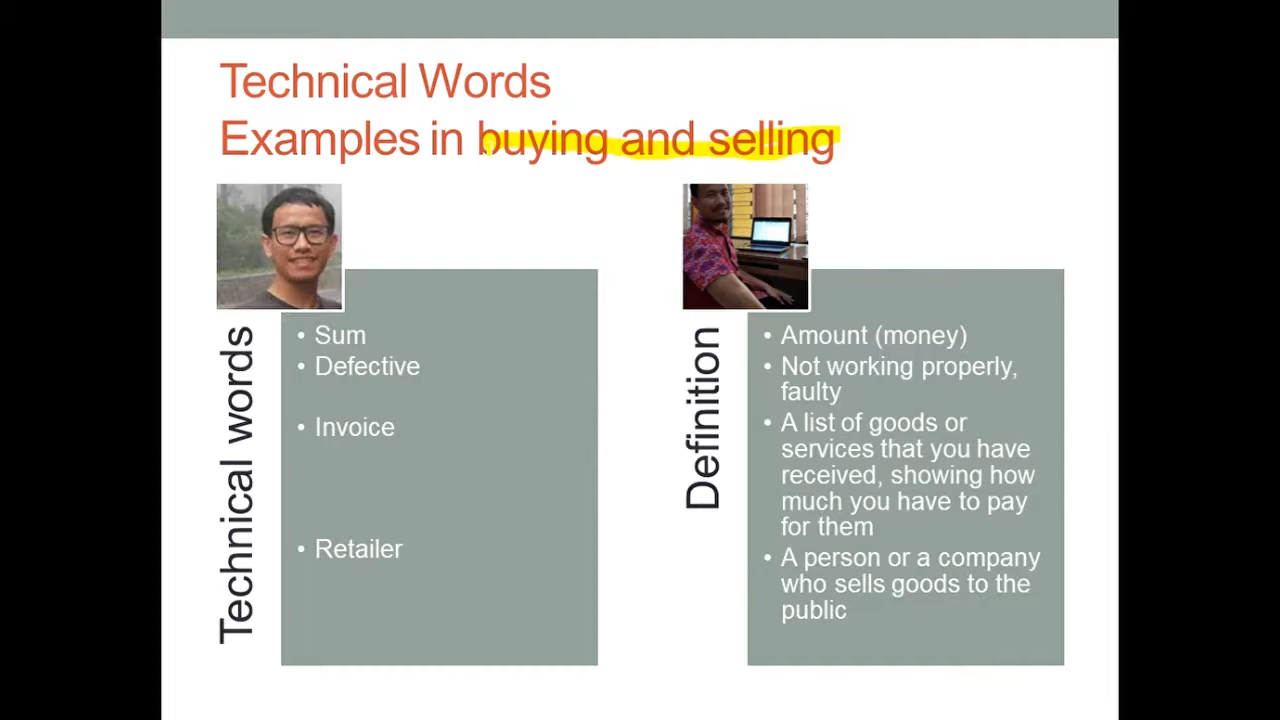 Technical Words
Examples in buying and selling
Technical words
• Sum
• Defective
• Invoice
• Retailer
Definition
• Amount (money)
• Not working properly,
faulty
• A list of goods or
services that you have
received, showing how
much you have to pay
for them
• A person or a company
who sells goods to the
public